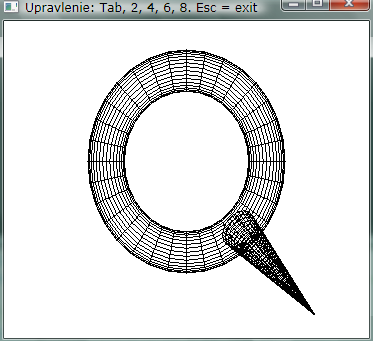 Upravlenie: Tab, 2, 4, 6, 8. Esc = exit